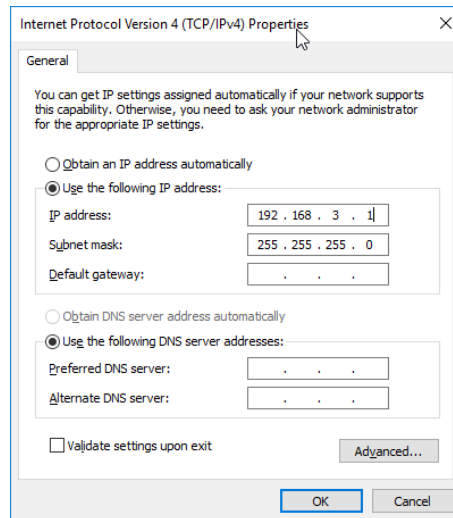 Internet Protocol Version 4 (TCP/IPv4) Properties
General
You can get IP settings assigned automatically if your network supports
this capability. Otherwise, you need to ask your network administrator
for the appropriate IP settings.
Obtain an IP address automatically
Use the following IP address:
IP address: 192 . 168 . 3 . 1
Subnet mask: 255 . 255 . 255 . 0
Default gateway: . . .
Obtain DNS server address automatically
Use the following DNS server addresses:
Preferred DNS server: . . .
Alternate DNS server: . . .
Validate settings upon exit
Advanced...
OK Cancel